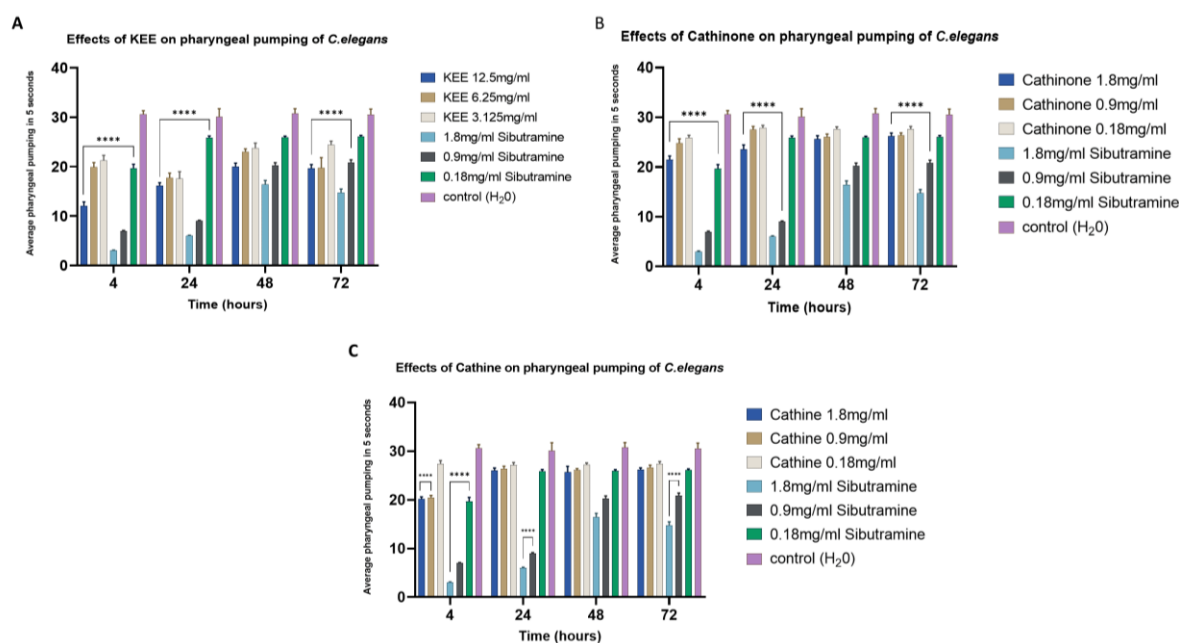 A
Effects of KEE on pharyngeal pumping of C.elegans
Average pharyngeal pumping in 5 seconds
40
30
20
10
0
****
****
****
4
24
48
72
Time (hours)
KEE 12.5mg/ml
KEE 6.25mg/ml
KEE 3.125mg/ml
1.8mg/ml Sibutramine
0.9mg/ml Sibutramine
0.18mg/ml Sibutramine
control (H₂0)
B
Effects of Cathinone on pharyngeal pumping of C.elegans
Average pharyngeal pumping in 5 seconds
40
30
20
10
0
****
****
****
4
24
48
72
Time (hours)
Cathinone 1.8mg/ml
Cathinone 0.9mg/ml
Cathinone 0.18mg/ml
1.8mg/ml Sibutramine
0.9mg/ml Sibutramine
0.18mg/ml Sibutramine
control (H₂0)
C
Effects of Cathine on pharyngeal pumping of C.elegans
Average pharyngeal pumping in 5 seconds
40
30
20
10
0
****
****
****
****
4
24
48
72
Time (hours)
Cathine 1.8mg/ml
Cathine 0.9mg/ml
Cathine 0.18mg/ml
1.8mg/ml Sibutramine
0.9mg/ml Sibutramine
0.18mg/ml Sibutramine
control (H₂0)